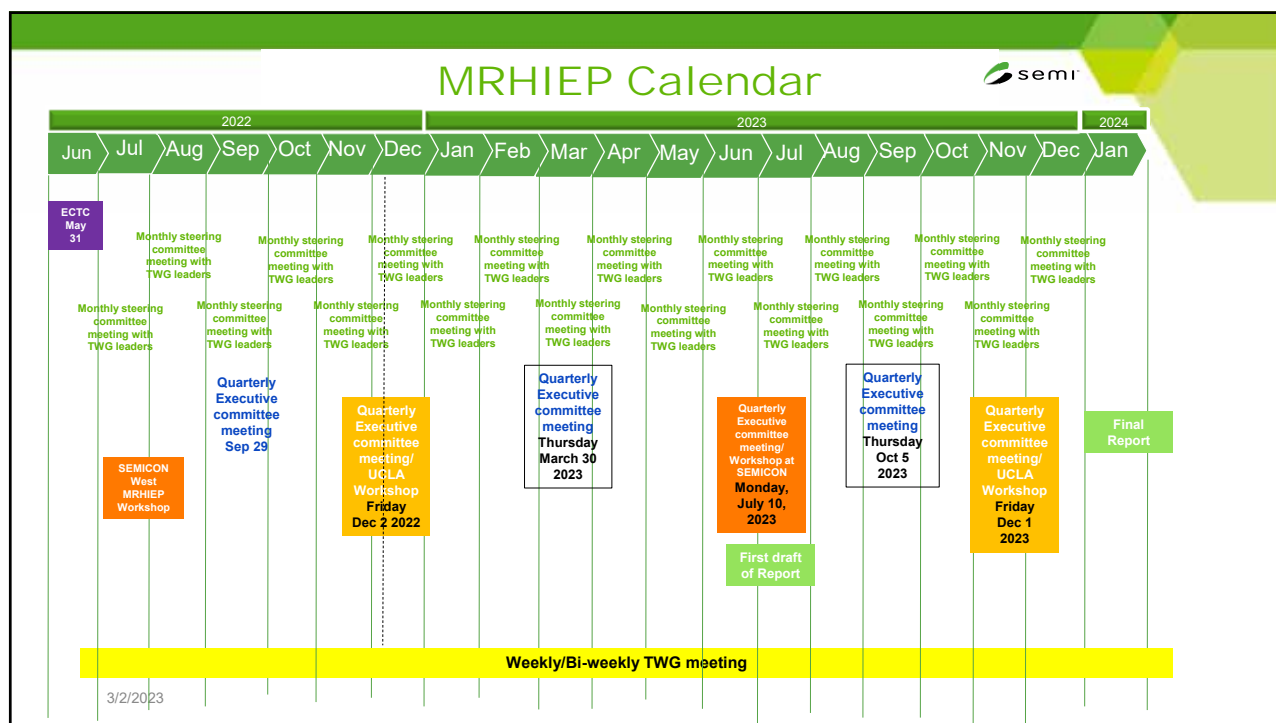 MRHIEP Calendar
semi
2022
2023
2024
Jun
Jul
Aug
Sep
Oct
Nov
Dec
Jan
Feb
Mar
Apr
May
Jun
Jul
Aug
Sep
Oct
Nov
Dec
Jan
ECTC
May
31
Monthly steering
committee
meeting with
TWG leaders
Monthly steering
committee
meeting with
TWG leaders
Monthly steering
committee
meeting with
TWG leaders
Monthly steering
committee
meeting with
TWG leaders
Monthly steering
committee
meeting with
TWG leaders
Monthly steering
committee
meeting with
TWG leaders
Monthly steering
committee
meeting with
TWG leaders
Monthly steering
committee
meeting with
TWG leaders
Monthly steering
committee
meeting with
TWG leaders
Monthly steering
committee
meeting with
TWG leaders
Monthly steering
committee
meeting with
TWG leaders
Monthly steering
committee
meeting with
TWG leaders
Monthly steering
committee
meeting with
TWG leaders
Monthly steering
committee
meeting with
TWG leaders
Monthly steering
committee
meeting with
TWG leaders
Monthly steering
committee
meeting with
TWG leaders
Monthly steering
committee
meeting with
TWG leaders
Monthly steering
committee
meeting with
TWG leaders
SEMICON
West
MRHIEP
Workshop
Quarterly
Executive
committee
meeting
Sep 29
Quarterly
Executive
committee
meeting/
UCLA
Workshop
Friday
Dec 2 2022
Quarterly
Executive
committee
meeting
Thursday
March 30
2023
Quarterly
Executive
committee
meeting/
Workshop at
SEMICON
Monday,
July 10,
2023
First draft
of Report
Quarterly
Executive
committee
meeting
Thursday
Oct 5
2023
Quarterly
Executive
committee
meeting/
UCLA
Workshop
Friday
Dec 1
2023
Final
Report
Weekly/Bi-weekly TWG meeting
3/2/2023